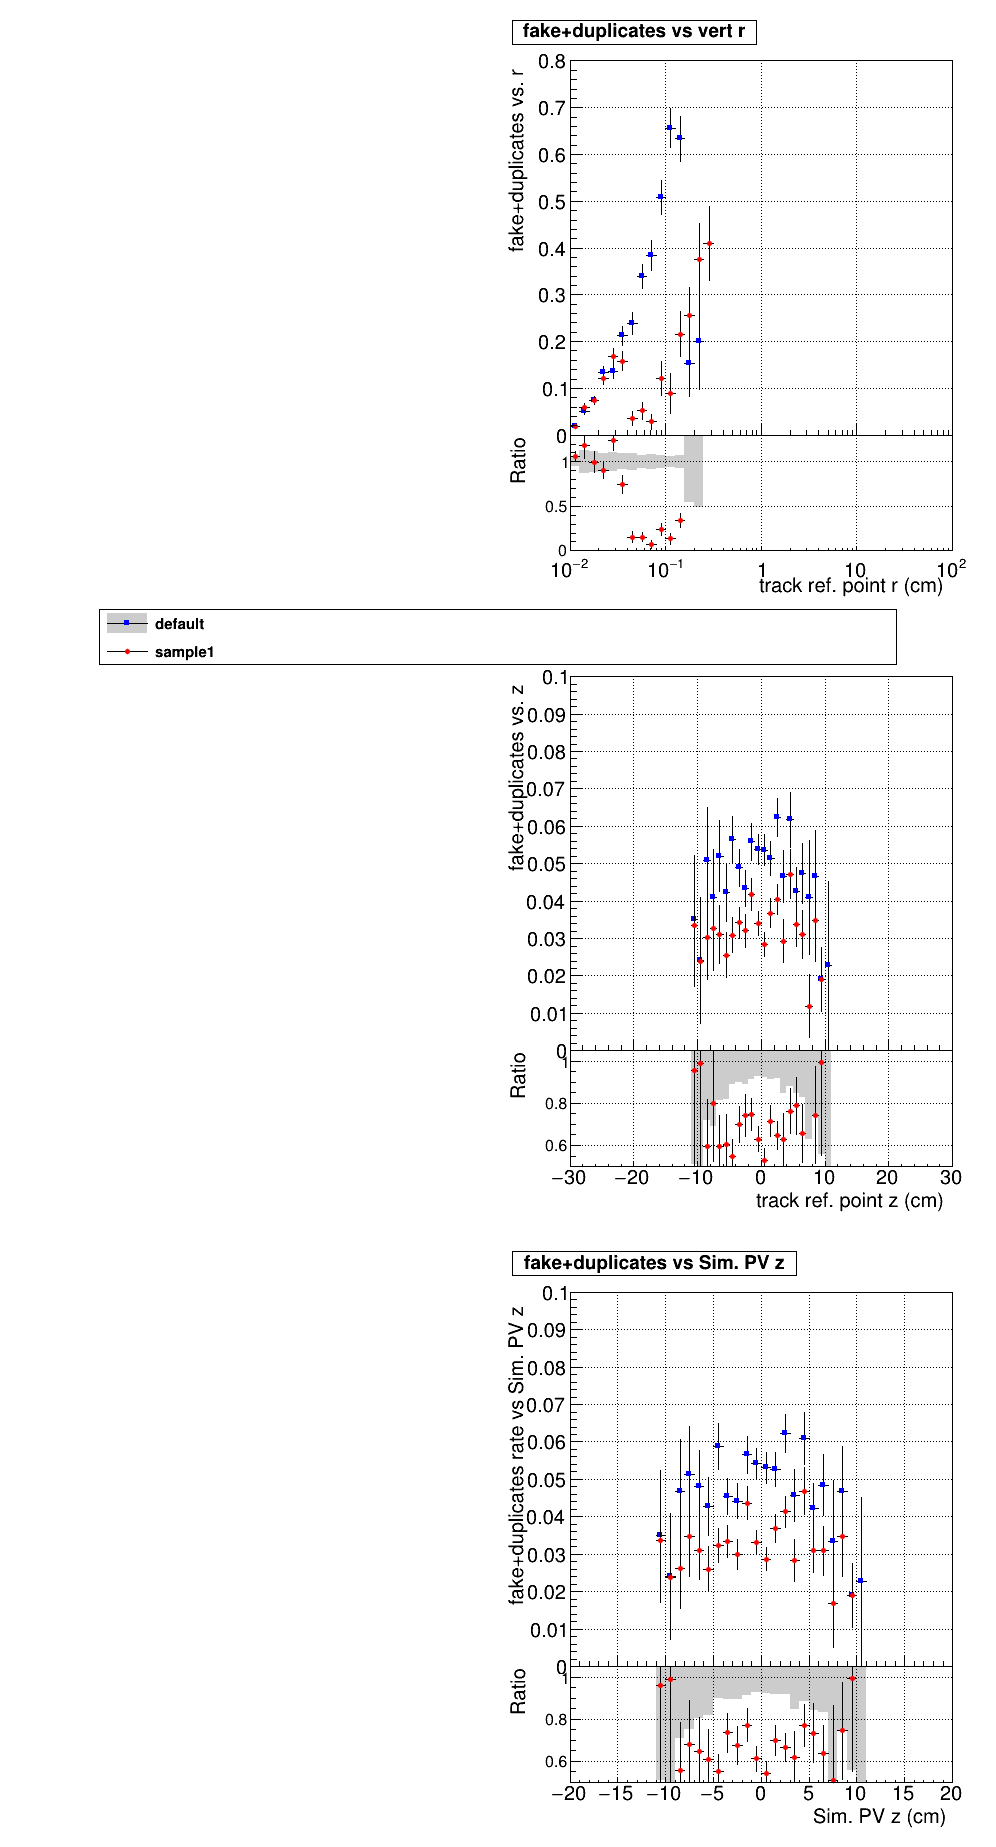 fake+duplicates vs vert r
fake+duplicates vs. r
0.8
0.7
0.6
0.5
0.4
0.3
0.2
0.1
0
Ratio
1
0.5
0
10−2 10−1 1 10 102
track ref. point r (cm)
default
sample1
fake+duplicates vs. z
0.1
0.09
0.08
0.07
0.06
0.05
0.04
0.03
0.02
0.01
0
Ratio
1
0.8
0.6
−30 −20 −10 0 10 20 30
track ref. point z (cm)
fake+duplicates vs Sim. PV z
fake+duplicates rate vs Sim. PV z
0.1
0.09
0.08
0.07
0.06
0.05
0.04
0.03
0.02
0.01
0
Ratio
1
0.8
0.6
−20 −15 −10 −5 0 5 10 15 20
Sim. PV z (cm)